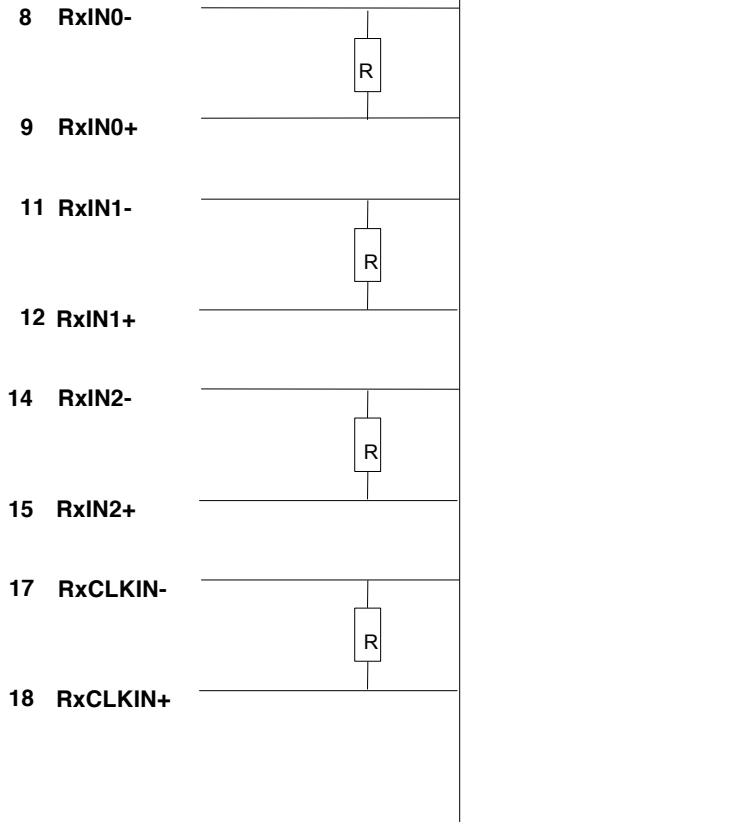 8 RxIN0-
R
9 RxIN0+
11 RxIN1-
R
12 RxIN1+
14 RxIN2-
R
15 RxIN2+
17 RxCLKIN-
R
18 RxCLKIN+